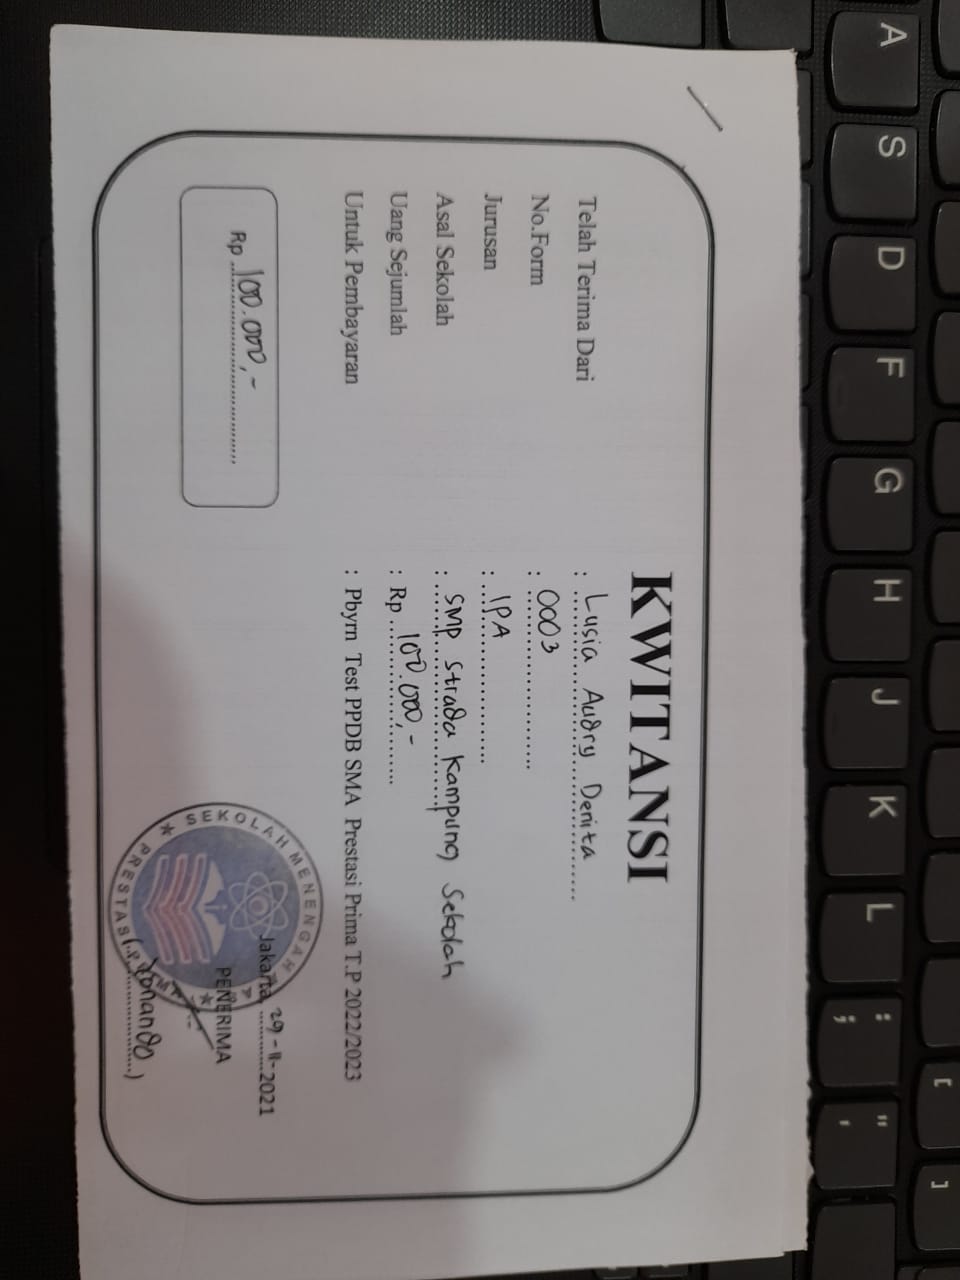 [ ]
A S D F G H J K L : ; " '
KWITANSI
Telah Terima Dari : Lusia Audry Denita
No.Form : 0003
Jurusan : IPA
Asal Sekolah : SMP Strada Kampung Sekolah
Uang Sejumlah : Rp 100.000,-
Untuk Pembayaran : Pbyrn Test PPDB SMA Prestasi Prima T.P 2022/2023
Rp 100.000,-
SEKOLAH MENENGAH ATAS
PRESTASI PRIMA
Jakarta, 29-11-2021
PENERIMA
(Yonando)